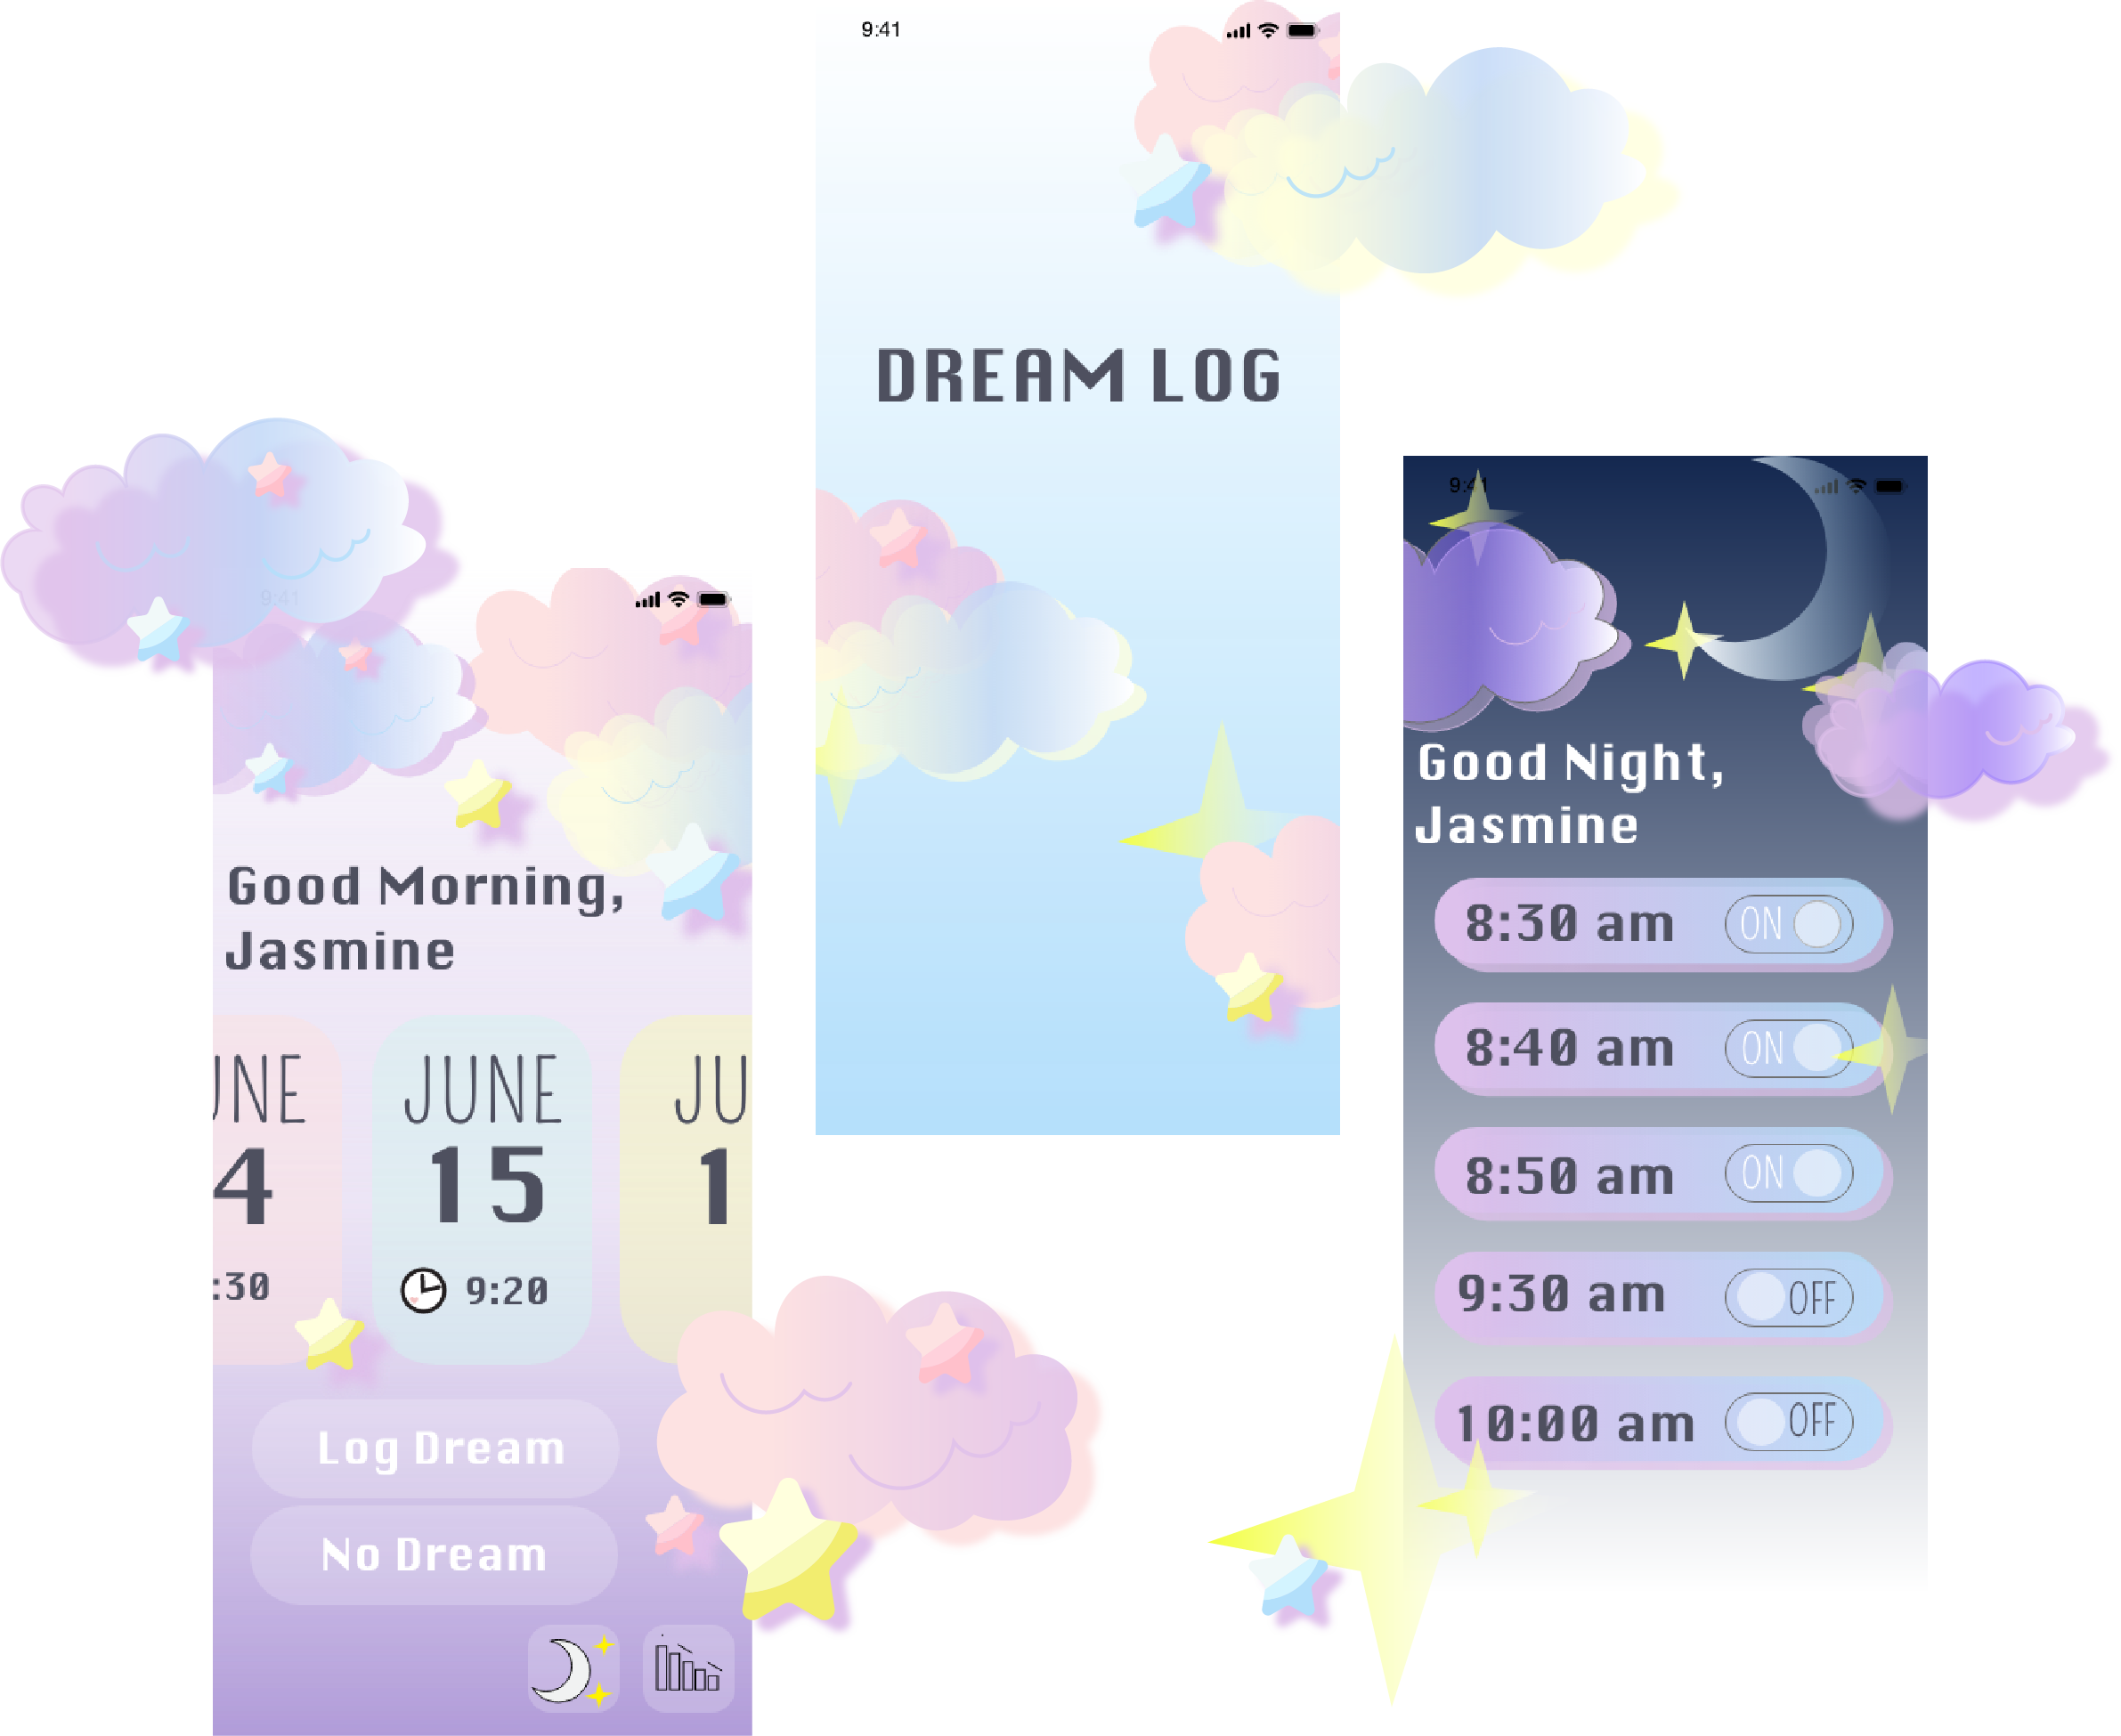 9:41
DREAM LOG
9:41
Good Morning,
Jasmine
UNE
4
:30
JUNE
15
9:20
JU
1
Log Dream
No Dream
9:41
Good Night,
Jasmine
8:30 am ON
8:40 am ON
8:50 am ON
9:30 am OFF
10:00 am OFF